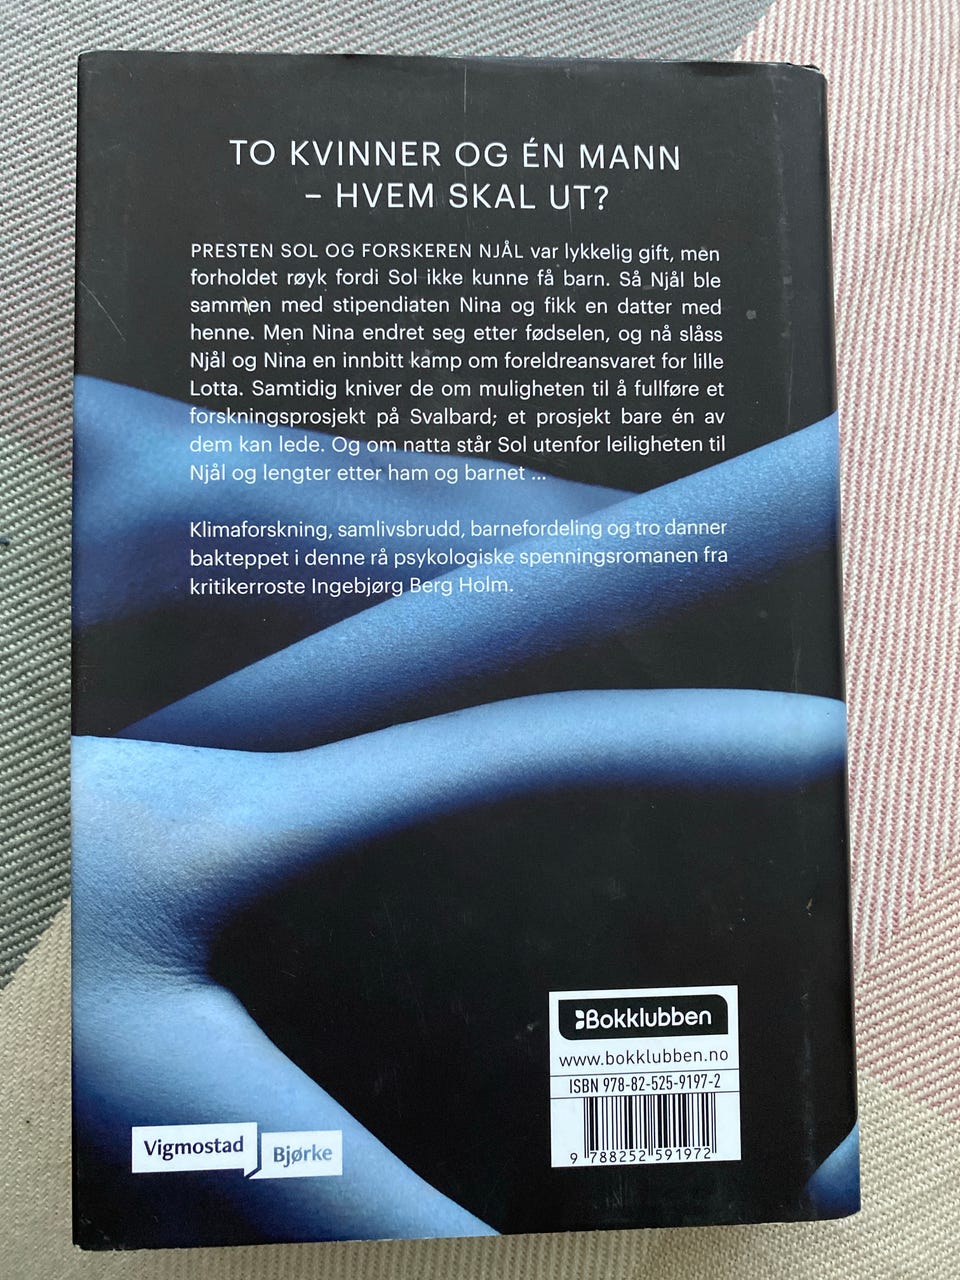 TO KVINNER OG ÉN MANN
– HVEM SKAL UT?
PRESTEN SOL OG FORSKEREN NJÅL var lykkelig gift, men
forholdet røyk fordi Sol ikke kunne få barn. Så Njål ble
sammen med stipendiaten Nina og fikk en datter med
henne. Men Nina endret seg etter fødselen, og nå slåss
Njål og Nina en innbitt kamp om foreldreansvaret for lille
Lotta. Samtidig kniver de om muligheten til å fullføre et
forskningsprosjekt på Svalbard; et prosjekt bare én av
dem kan lede. Og om natta står Sol utenfor leiligheten til
Njål og lengter etter ham og barnet ...
Klimaforskning, samlivsbrudd, barnefordeling og tro danner
bakteppet i denne rå psykologiske spenningsromanen fra
kritikerroste Ingebjørg Berg Holm.
Bokklubben
www.bokklubben.no
ISBN 978-82-525-9197-2
9 788252 591972
Vigmostad Bjørke